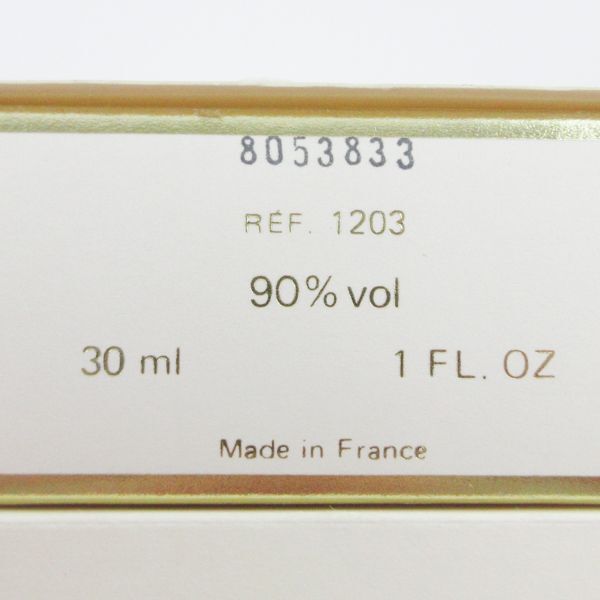 8053833
RÉF. 1203
90% vol
30 ml 1 FL. OZ
Made in France